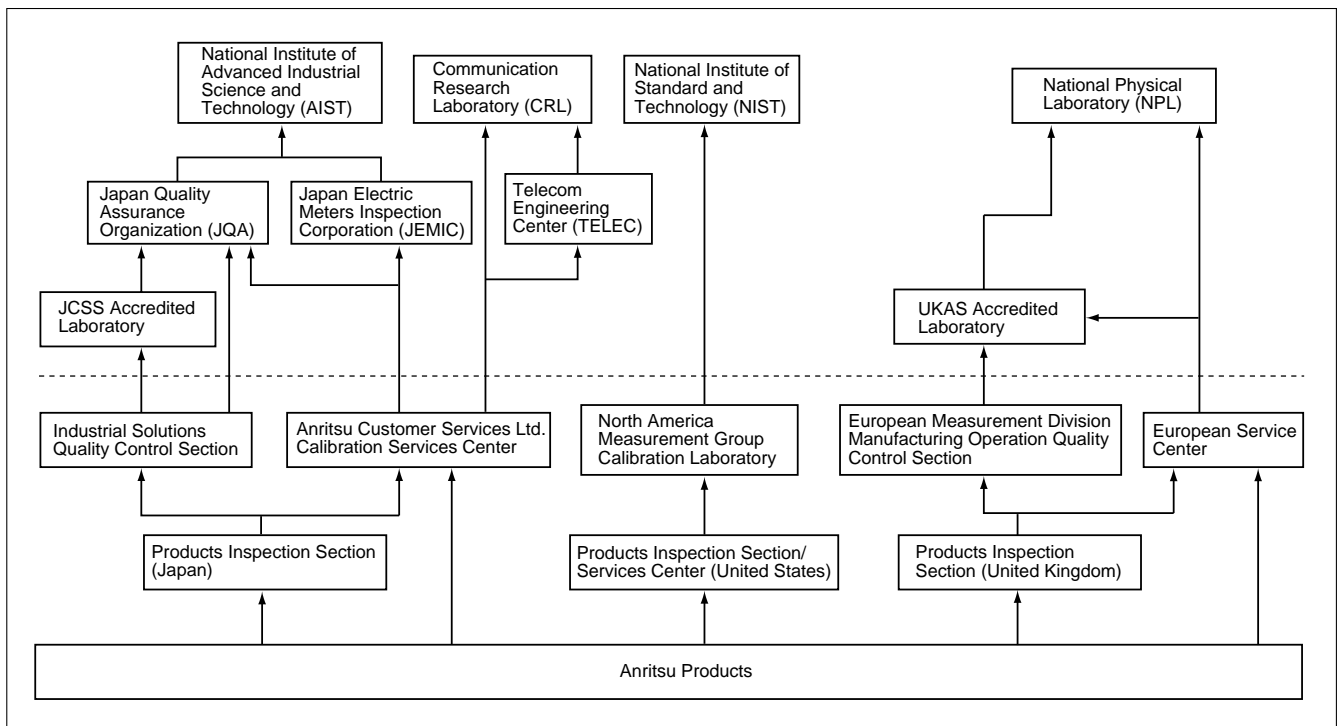 National Institute of
Advanced Industrial
Science and
Technology (AIST)
Communication
Research
Laboratory (CRL)
National Institute of
Standard and
Technology (NIST)
National Physical
Laboratory (NPL)
Japan Quality
Assurance
Organization (JQA)
Japan Electric
Meters Inspection
Corporation (JEMIC)
Telecom
Engineering
Center (TELEC)
JCSS Accredited
Laboratory
UKAS Accredited
Laboratory
Industrial Solutions
Quality Control Section
Anritsu Customer Services Ltd.
Calibration Services Center
North America
Measurement Group
Calibration Laboratory
European Measurement Division
Manufacturing Operation Quality
Control Section
European Service
Center
Products Inspection Section
(Japan)
Products Inspection Section/
Services Center (United States)
Products Inspection
Section (United Kingdom)
Anritsu Products